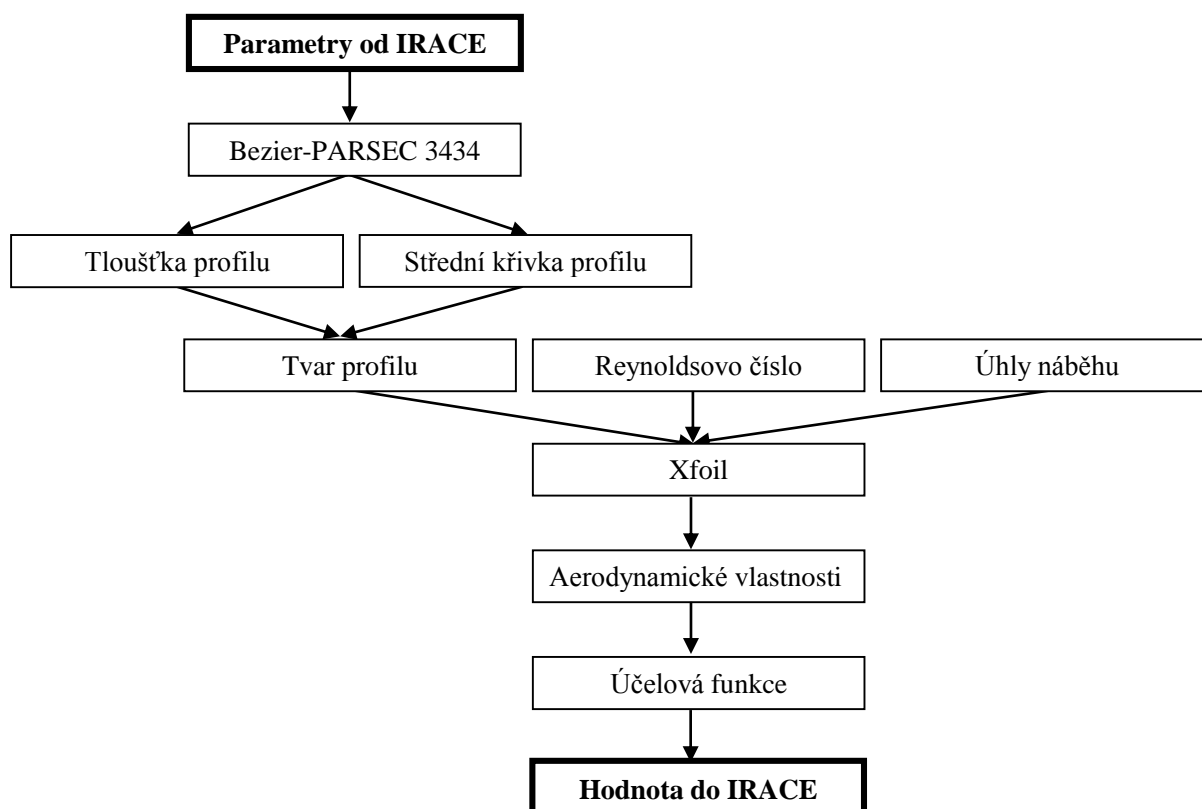 Parametry od IRACE
Bezier-PARSEC 3434
Tloušťka profilu
Střední křivka profilu
Tvar profilu
Reynoldsovo číslo
Úhly náběhu
Xfoil
Aerodynamické vlastnosti
Účelová funkce
Hodnota do IRACE